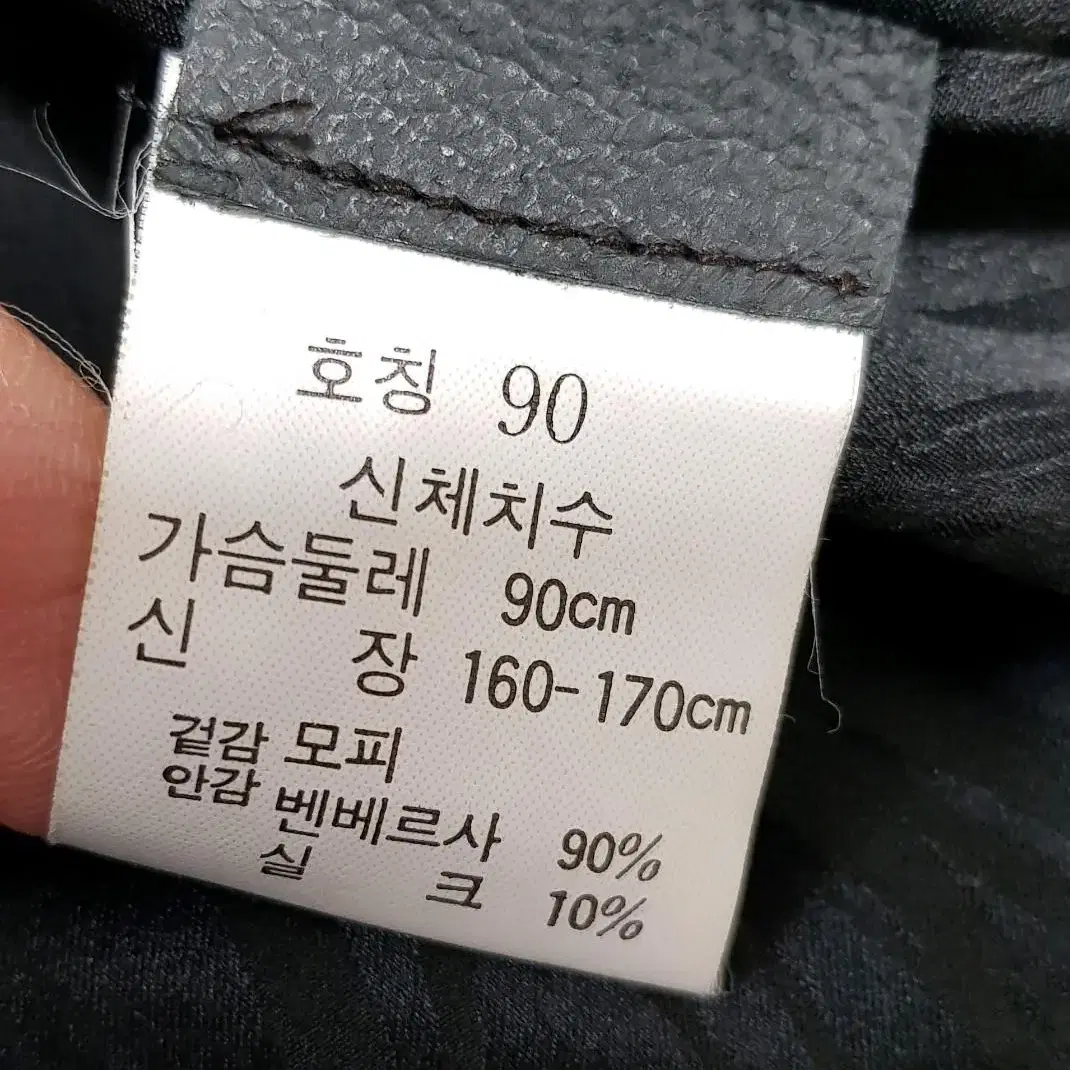 호칭 90
신체치수
가슴둘레 90cm
신 장 160-170cm
겉감 모피
안감 벤베르사 90%
실 크 10%